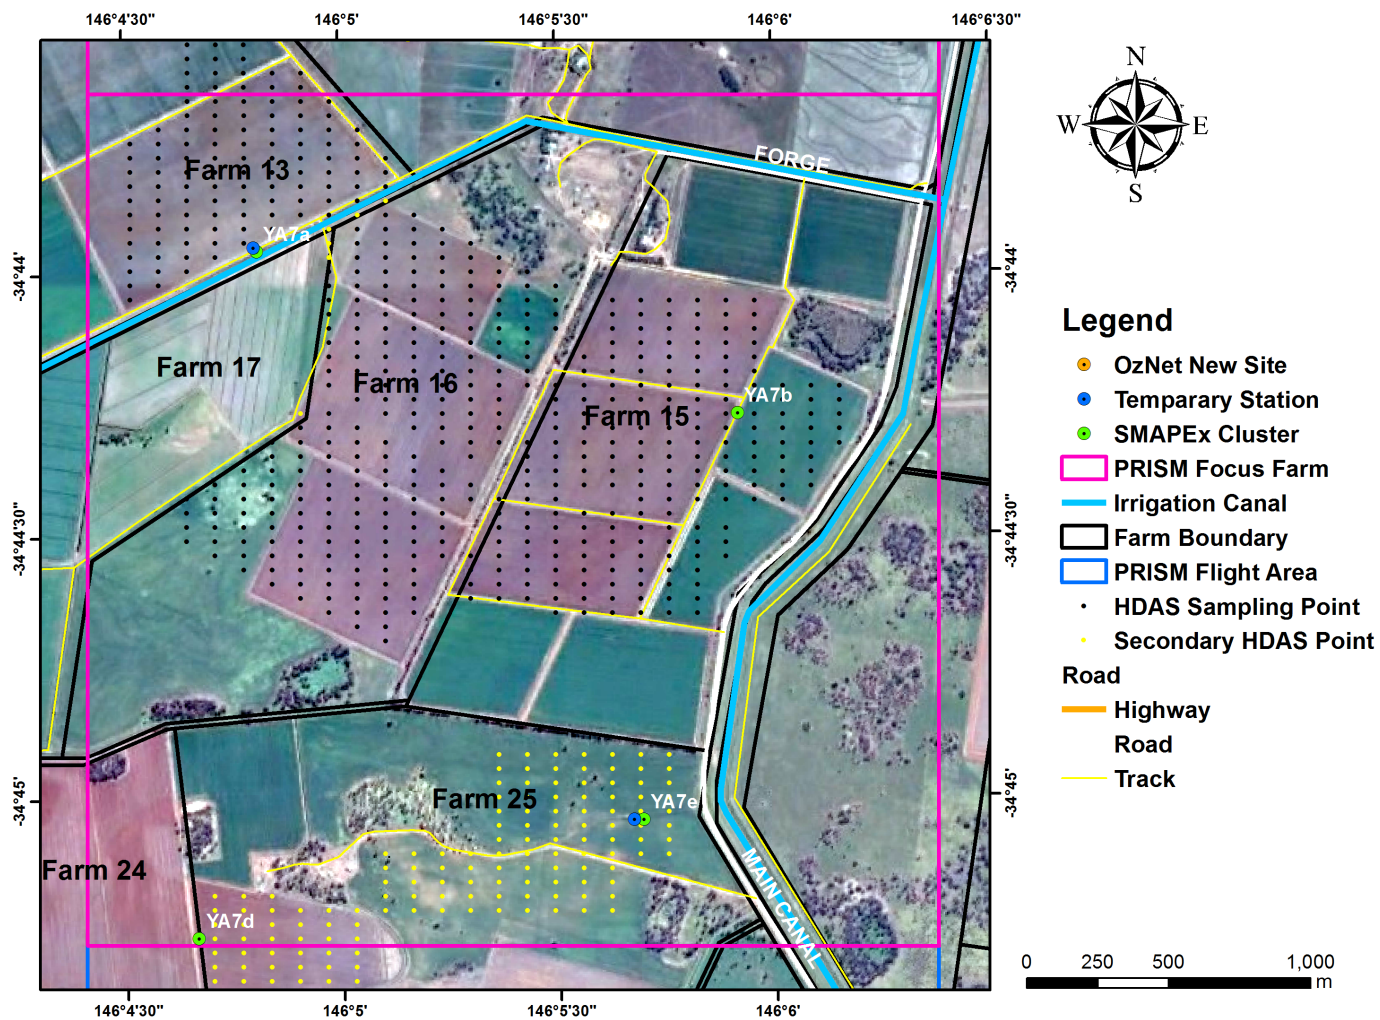 146°4'30" 146°5' 146°5'30" 146°6' 146°6'30"
N
W E
S
FORGE
Farm 13
YA7a
-34°44' -34°44'
Farm 17
Farm 16
YA7b
Farm 15
-34°44'30" -34°44'30"
Farm 25
YA7e
-34°45' -34°45'
MAIN CANAL
Farm 24
YA7d
146°4'30" 146°5' 146°5'30" 146°6'
Legend
OzNet New Site
Temparary Station
SMAPEx Cluster
PRISM Focus Farm
Irrigation Canal
Farm Boundary
PRISM Flight Area
HDAS Sampling Point
Secondary HDAS Point
Road
Highway
Road
Track
0 250 500 1,000
m